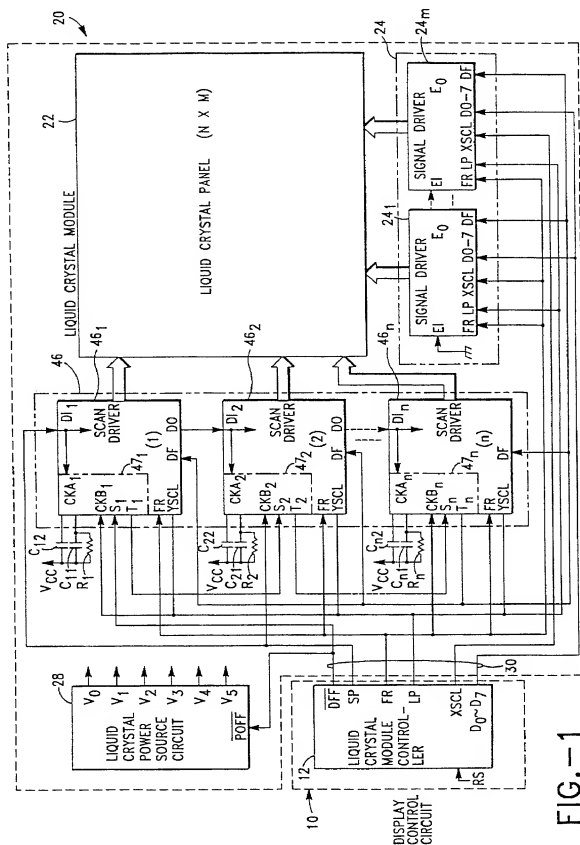 20
LIQUID CRYSTAL MODULE
22
LIQUID CRYSTAL PANEL (N X M)
24
24m
SIGNAL DRIVER
EI
E0
FR LP XSCL DO-7 DF
241
SIGNAL DRIVER
EI
E0
FR LP XSCL DO-7 DF
46
461
DI1
SCAN DRIVER
(1)
471
CKA1
CKB1
S1
T1
FR
YSCL
DF
DO
VCC
C12
C11
R1
462
DI2
SCAN DRIVER
(2)
472
CKA2
CKB2
S2
T2
FR
YSCL
DF
DO
VCC
C22
C21
R2
46n
DIn
SCAN DRIVER
(n)
47n
CKAn
CKBn
Sn
Tn
FR
YSCL
DF
VCC
Cn2
Cn1
Rn
28
LIQUID CRYSTAL
POWER
SOURCE
CIRCUIT
V0
V1
V2
V3
V4
V5
POFF
30
12
LIQUID CRYSTAL
MODULE
CONTROL-
LER
DFF
SP
FR
LP
XSCL
D0~D7
RS
10
DISPLAY
CONTROL
CIRCUIT
FIG.-1